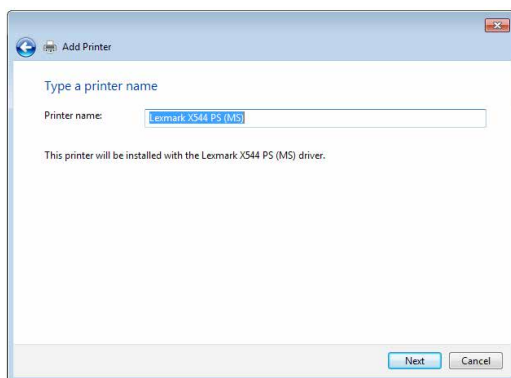 Add Printer
Type a printer name
Printer name: Lexmark X544 PS (MS)
This printer will be installed with the Lexmark X544 PS (MS) driver.
Next Cancel